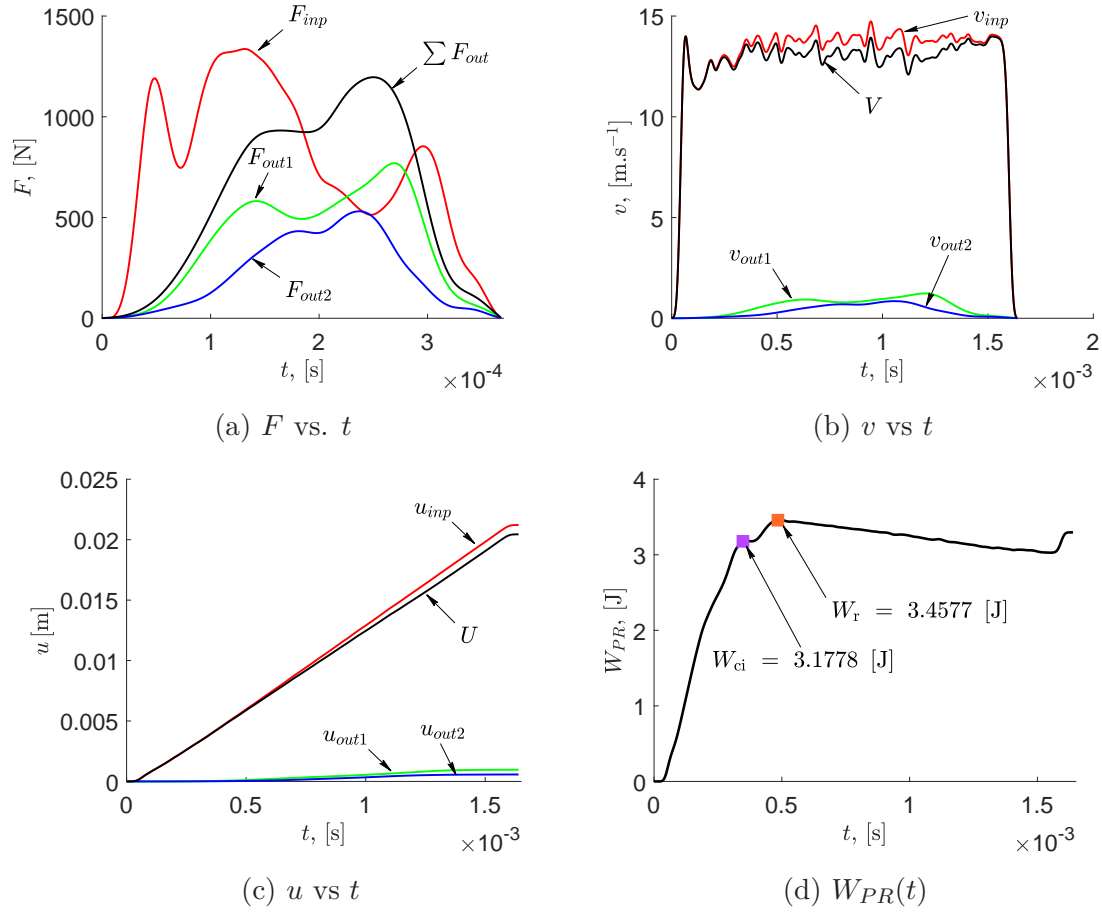 1500
1000
500
0
F, [N]
F_inp
∑ F_out
F_out1
F_out2
0
1
2
3
t, [s]
×10⁻⁴
(a) F vs. t
15
10
5
0
v, [m.s⁻¹]
v_inp
V
v_out1
v_out2
0
0.5
1
1.5
2
t, [s]
×10⁻³
(b) v vs t
0.025
0.02
0.015
0.01
0.005
0
u [m]
u_inp
U
u_out1
u_out2
0
0.5
1
1.5
t, [s]
×10⁻³
(c) u vs t
4
3
2
1
0
W_PR, [J]
W_r = 3.4577 [J]
W_ci = 3.1778 [J]
0
0.5
1
1.5
t, [s]
×10⁻³
(d) W_PR(t)